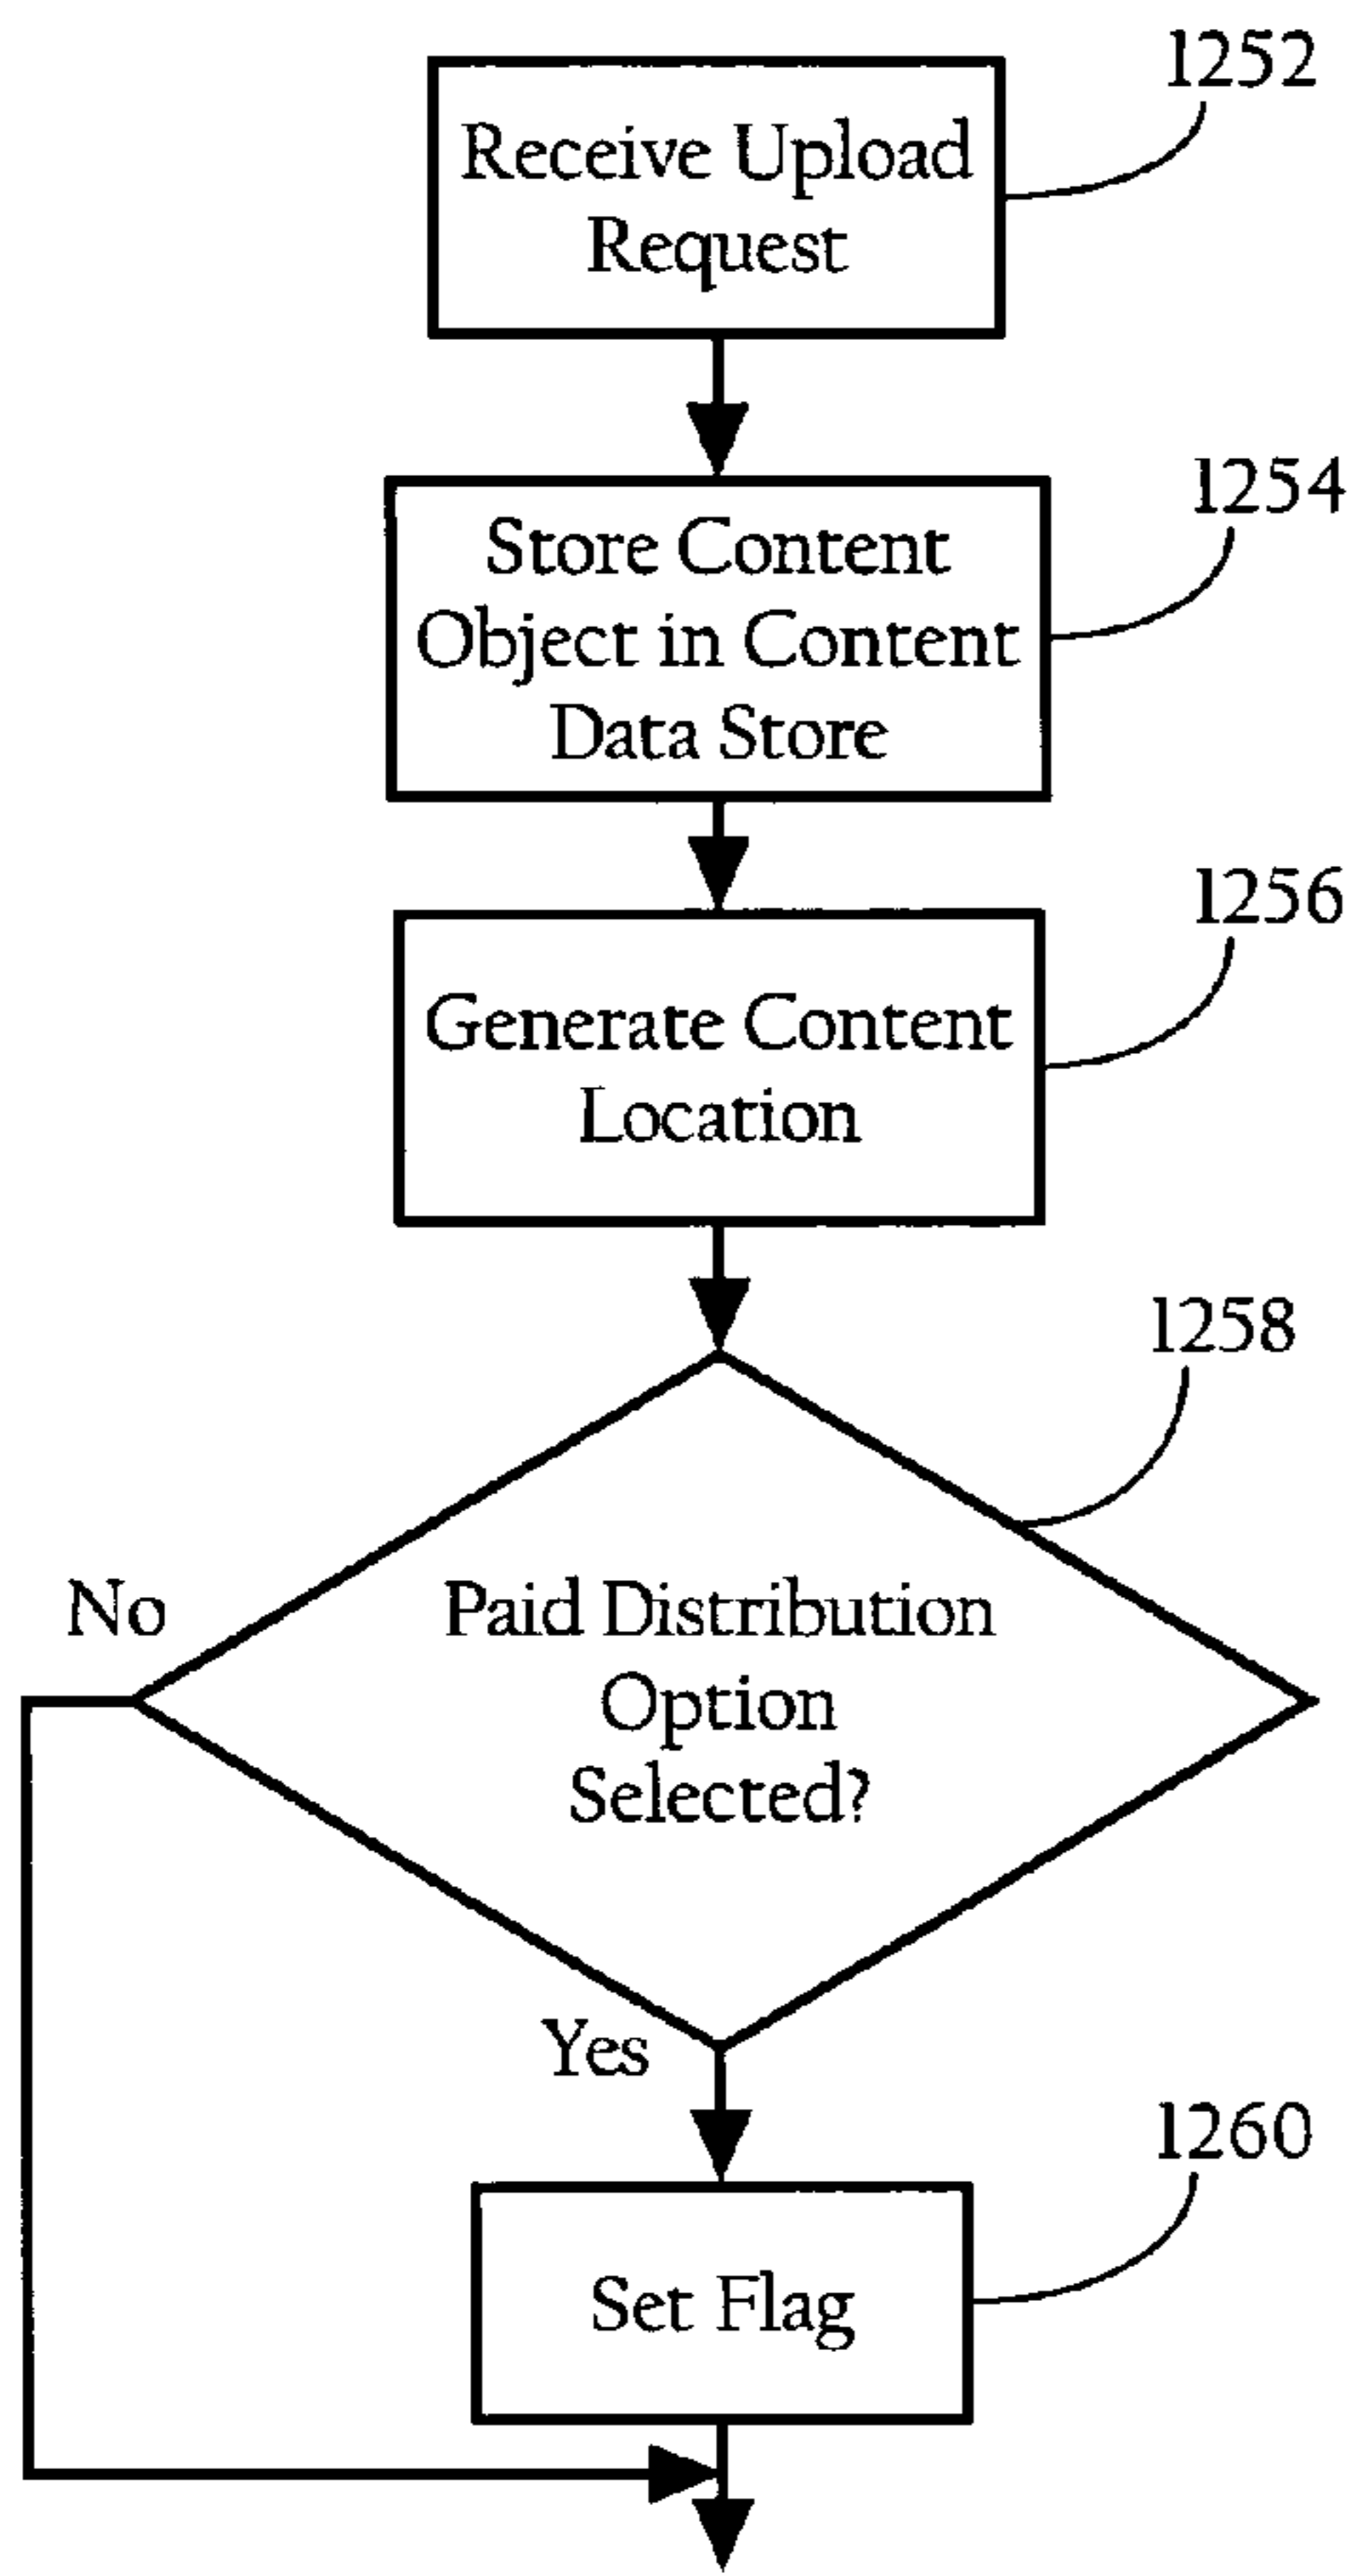 1252
Receive Upload
Request
1254
Store Content
Object in Content
Data Store
1256
Generate Content
Location
1258
No
Paid Distribution
Option
Selected?
Yes
1260
Set Flag